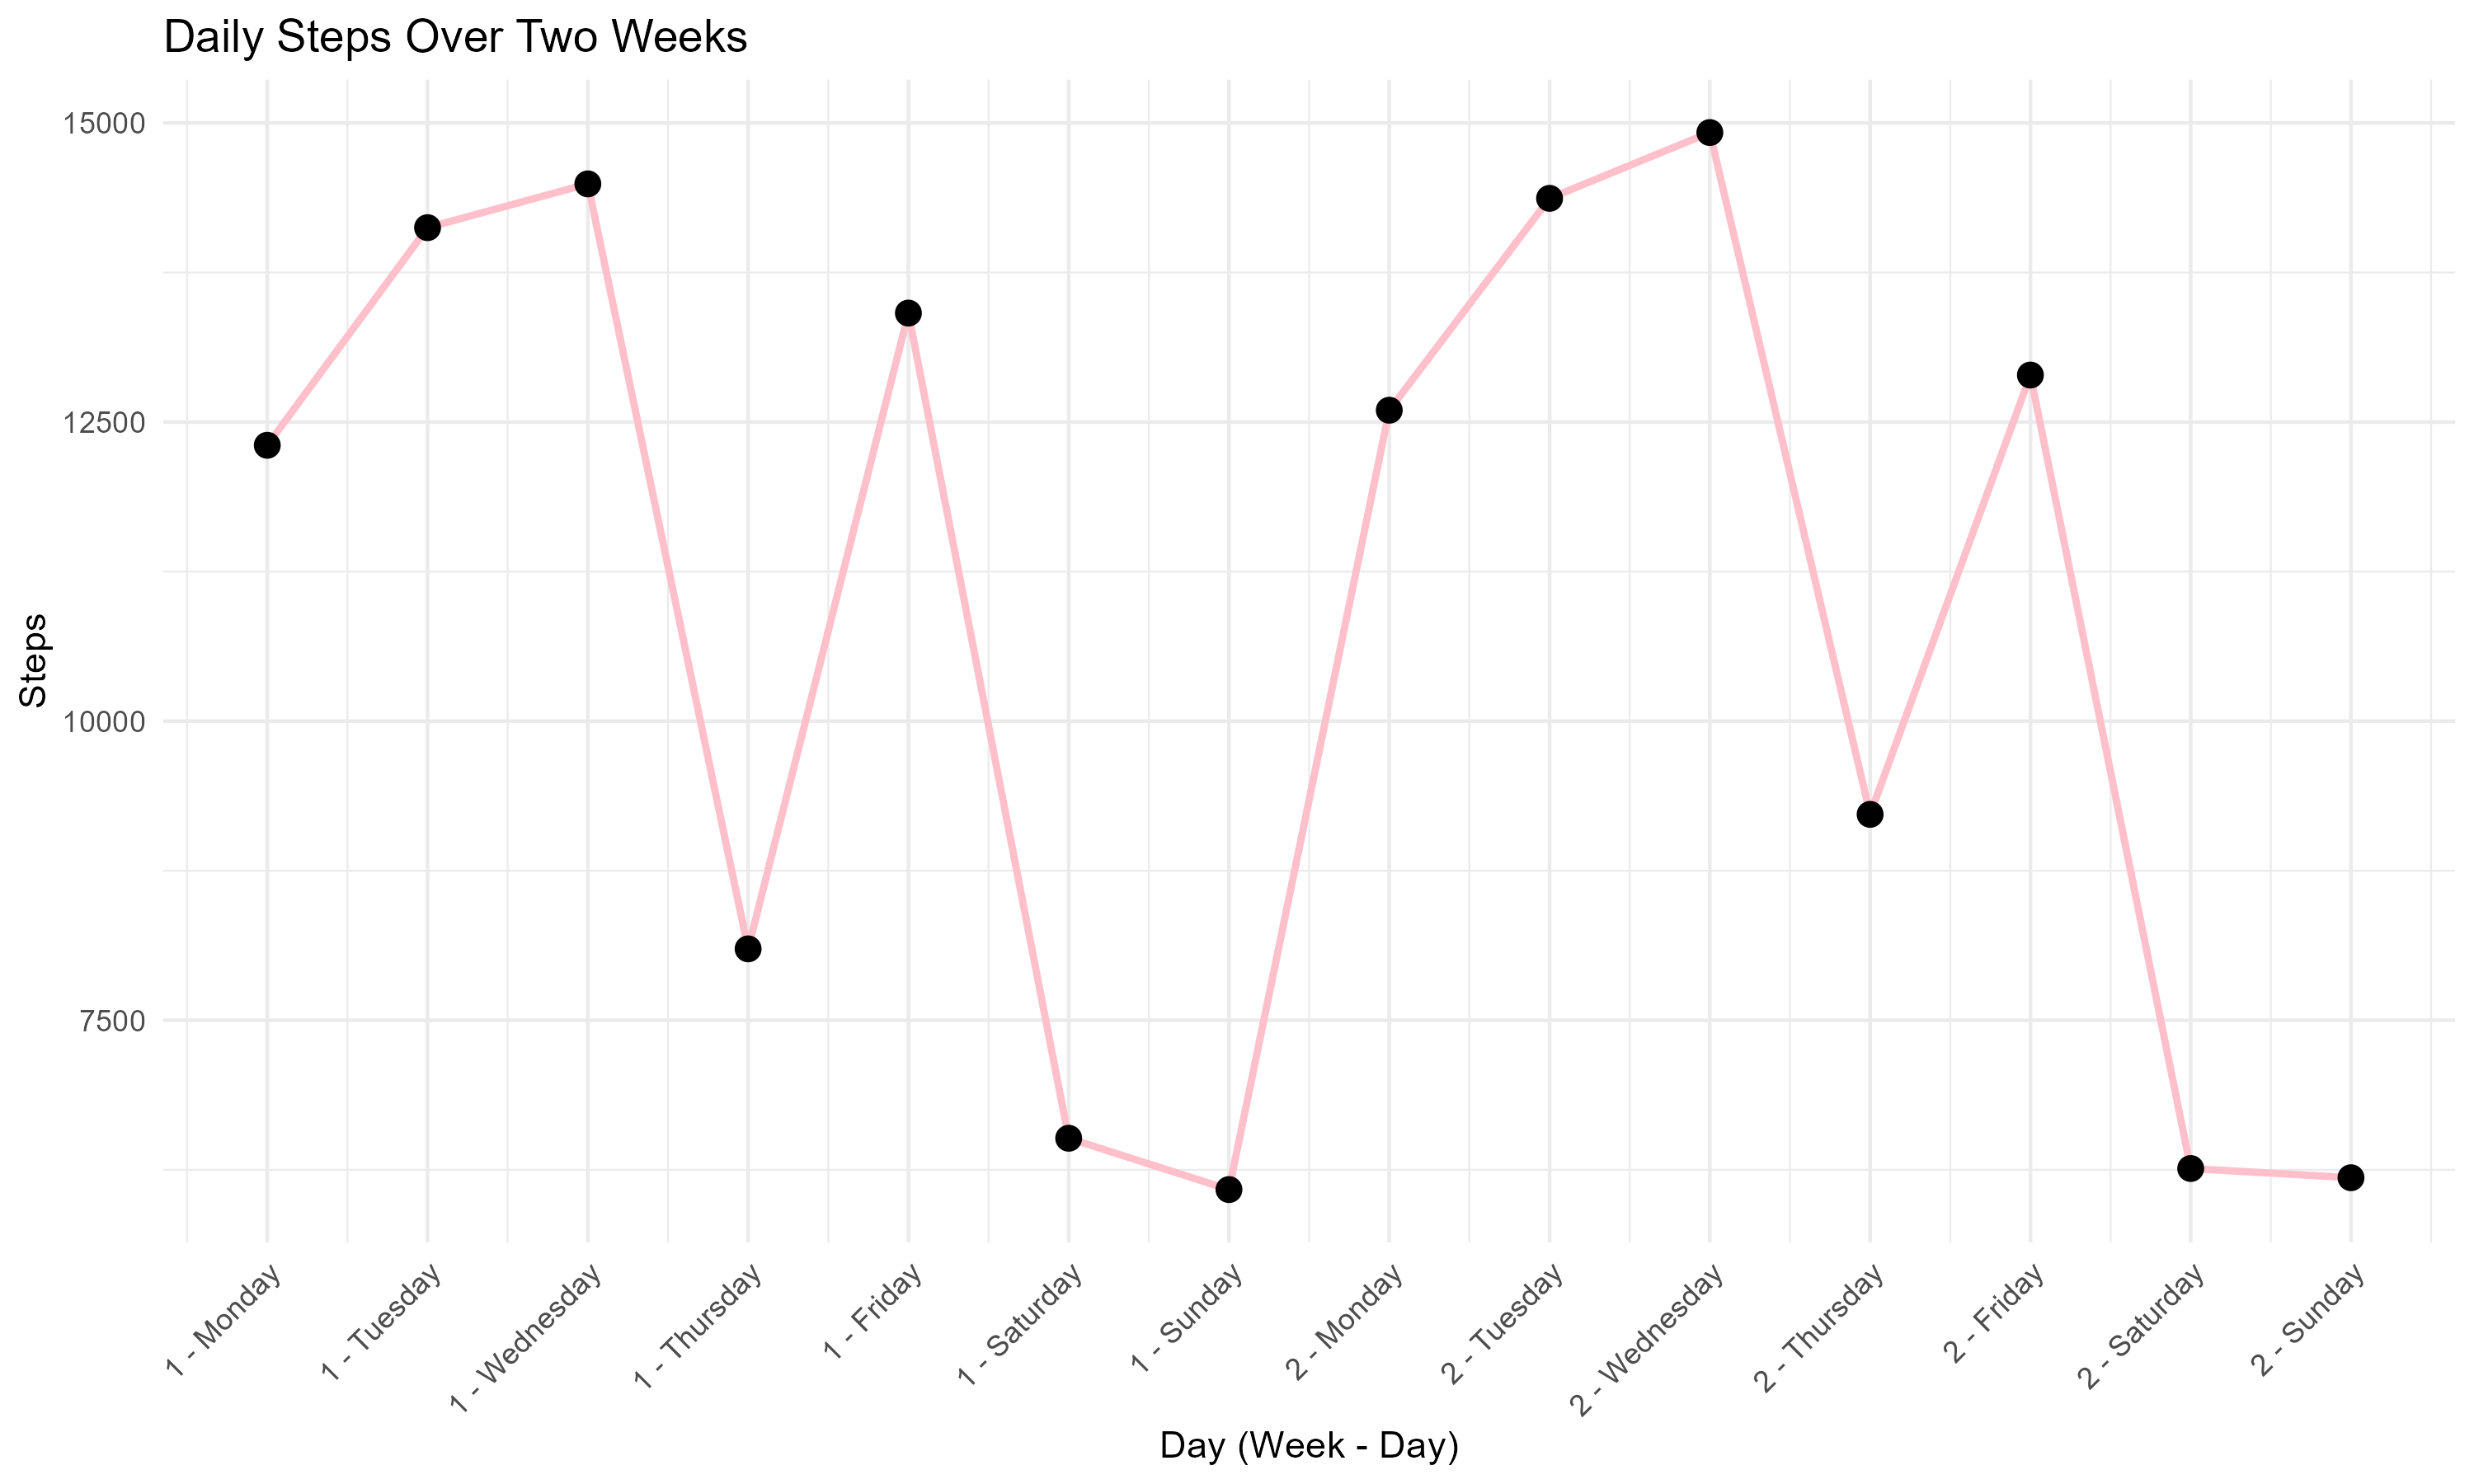 Daily Steps Over Two Weeks
15000
12500
10000
7500
Steps
1 - Monday
1 - Tuesday
1 - Wednesday
1 - Thursday
1 - Friday
1 - Saturday
1 - Sunday
2 - Monday
2 - Tuesday
2 - Wednesday
2 - Thursday
2 - Friday
2 - Saturday
2 - Sunday
Day (Week - Day)